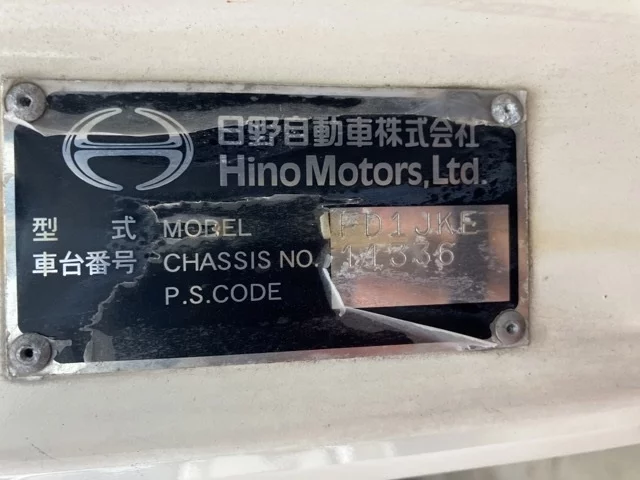 日野自動車株式会社
Hino Motors, Ltd.
型 式 MODEL FD1JKE
車台番号 CHASSIS NO. 11336
P.S.CODE